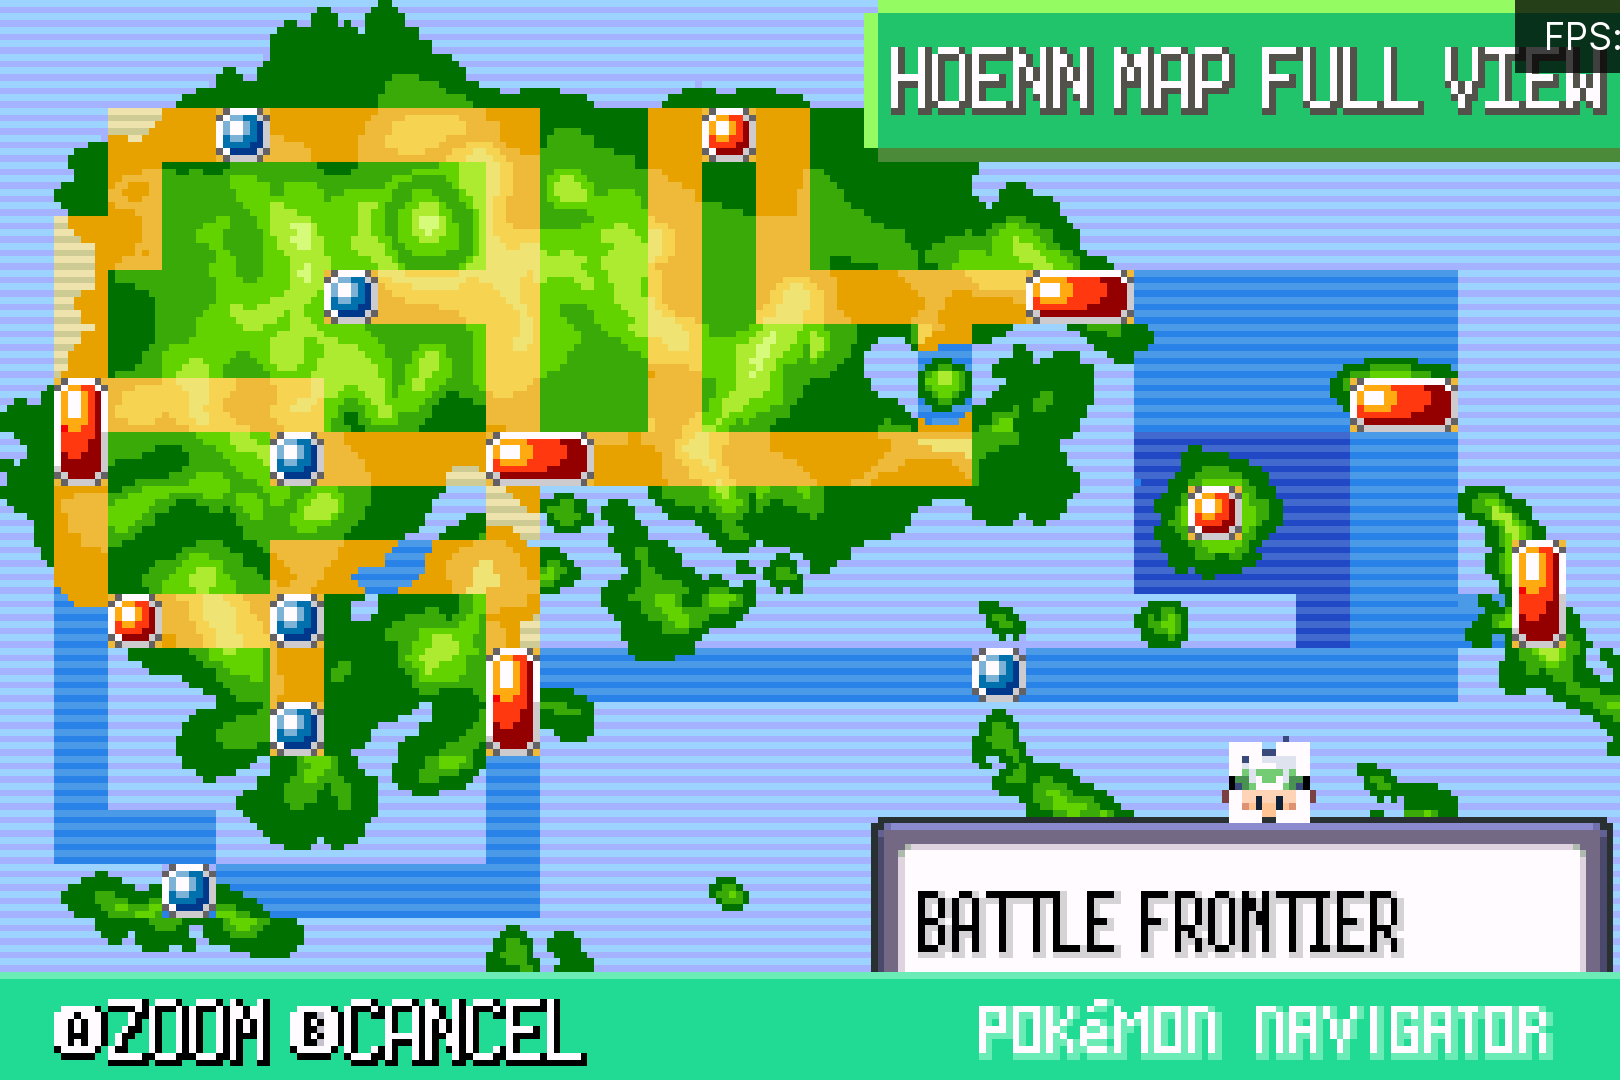 FPS:
HOENN MAP FULL VIEW
BATTLE FRONTIER
ⒶZOOM ⒷCANCEL
POKéMON NAVIGATOR